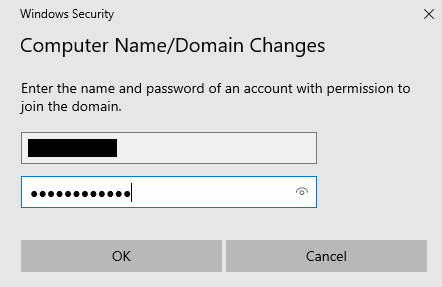 Windows Security
Computer Name/Domain Changes
Enter the name and password of an account with permission to
join the domain.
●●●●●●●●●●●●
OK
Cancel